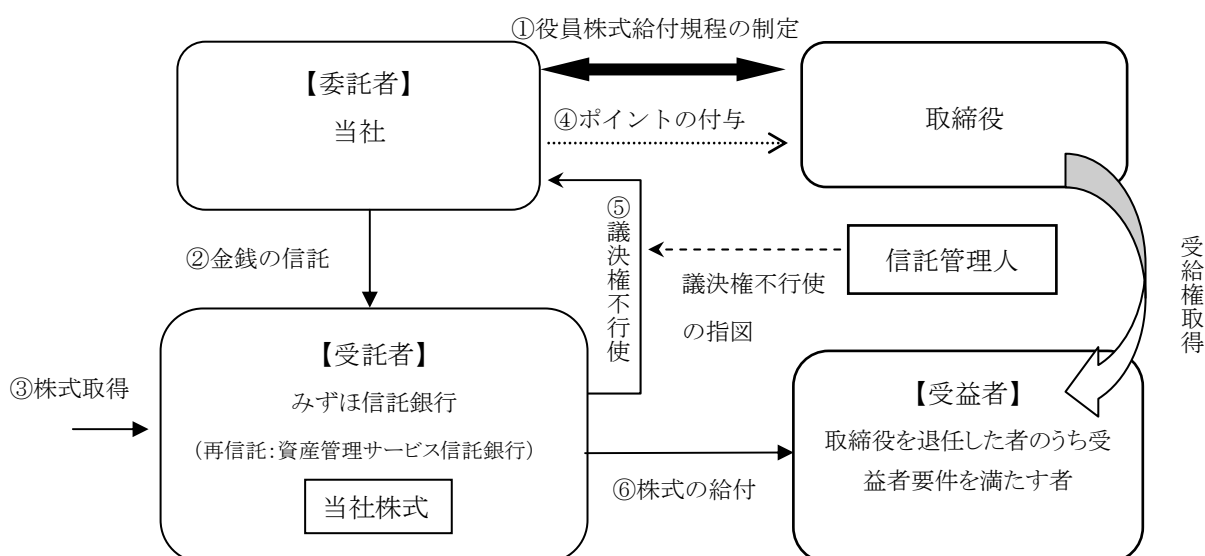 ①役員株式給付規程の制定
【委託者】
当社
④ポイントの付与
取締役
②金銭の信託
⑤議決権不行使
議決権不行使
の指図
信託管理人
受給権取得
③株式取得
【受託者】
みずほ信託銀行
(再信託:資産管理サービス信託銀行)
当社株式
⑥株式の給付
【受益者】
取締役を退任した者のうち受
益者要件を満たす者